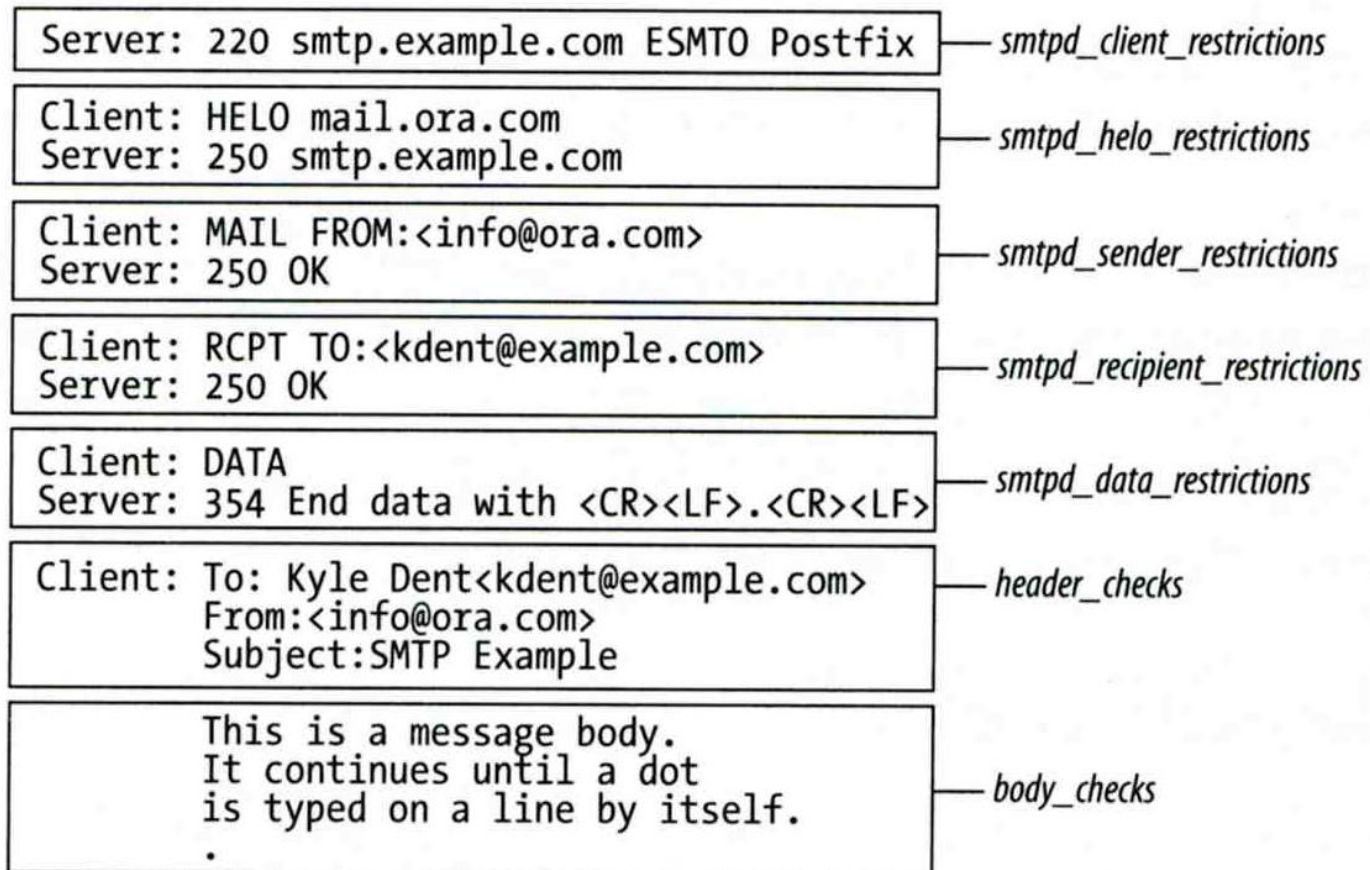 Server: 220 smtp.example.com ESMTO Postfix
smtpd_client_restrictions
Client: HELO mail.ora.com
Server: 250 smtp.example.com
smtpd_helo_restrictions
Client: MAIL FROM:<info@ora.com>
Server: 250 OK
smtpd_sender_restrictions
Client: RCPT TO:<kdent@example.com>
Server: 250 OK
smtpd_recipient_restrictions
Client: DATA
Server: 354 End data with <CR><LF>.<CR><LF>
smtpd_data_restrictions
Client: To: Kyle Dent<kdent@example.com>
From:<info@ora.com>
Subject:SMTP Example
header_checks
This is a message body.
It continues until a dot
is typed on a line by itself.
.
body_checks